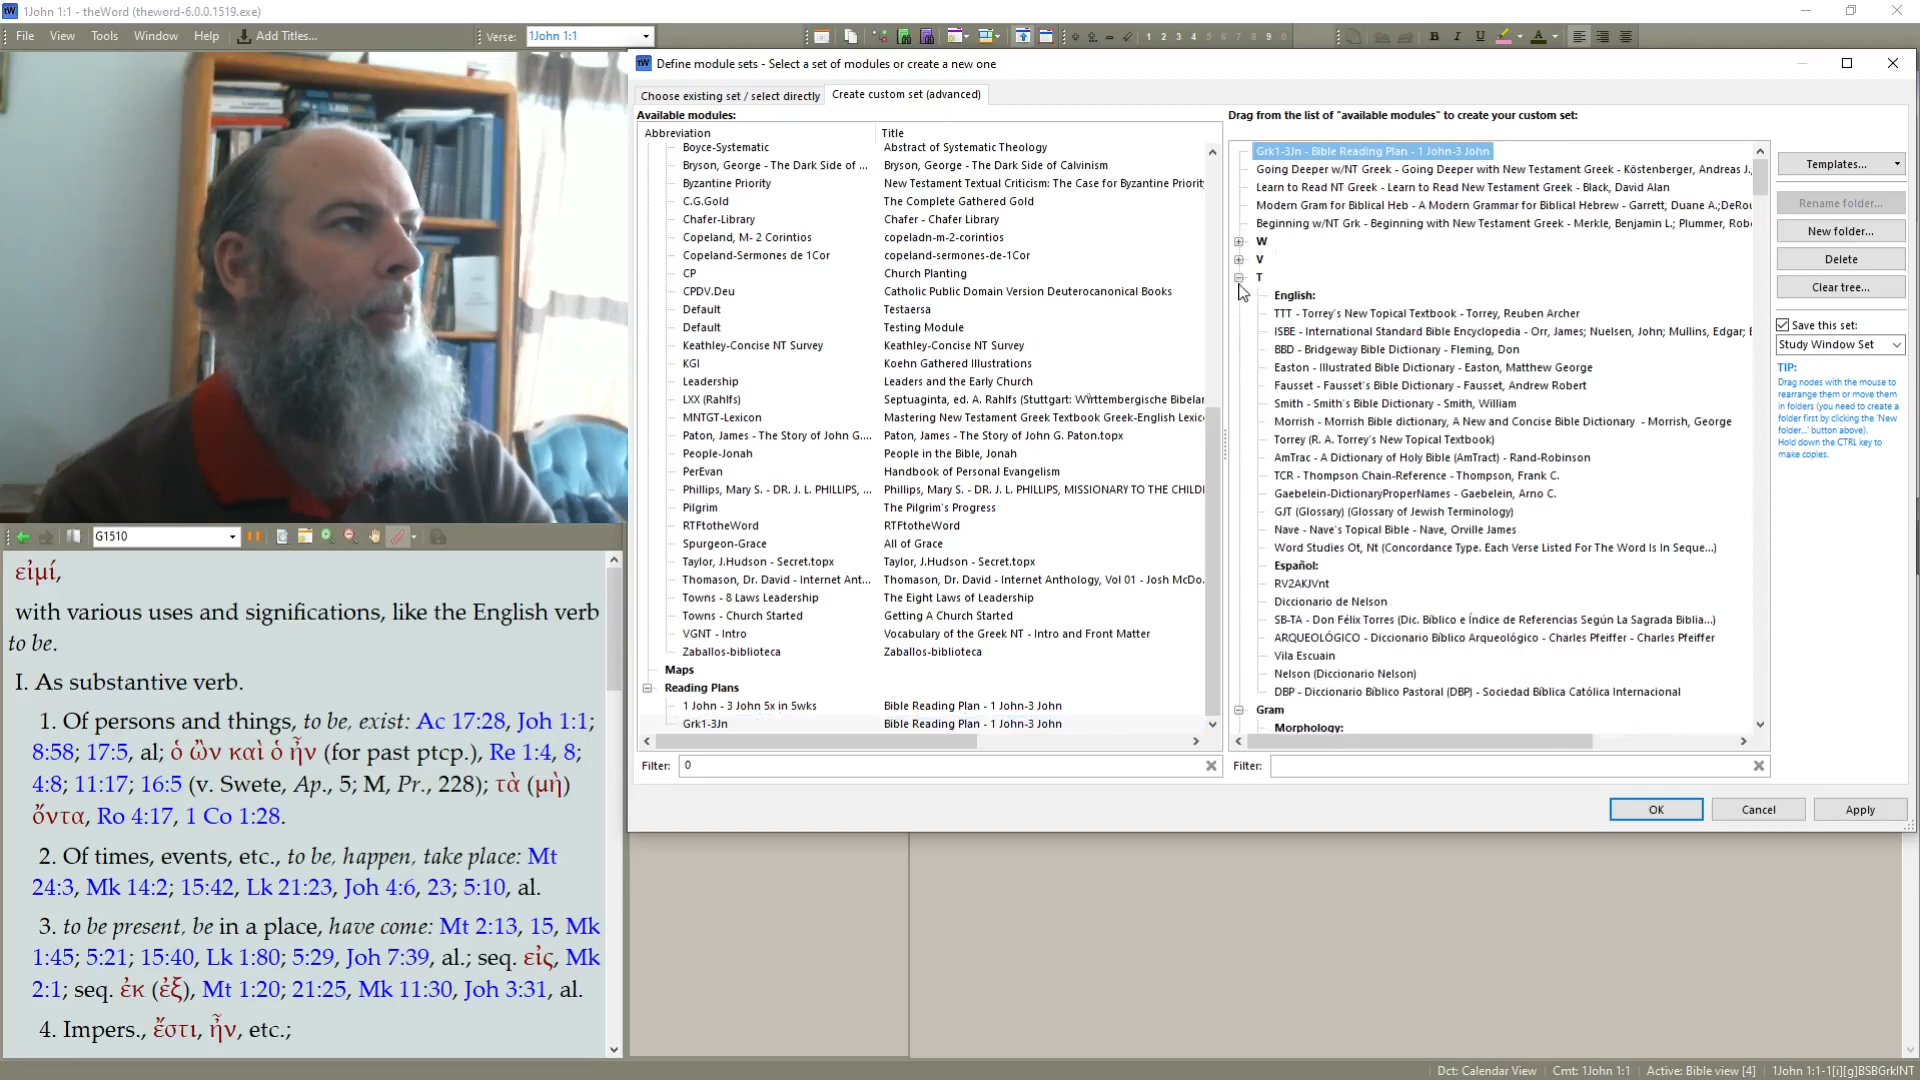 1John 1:1 - theWord (theword-6.0.0.1519.exe)
File View Tools Window Help Add Titles...
Verse: 1John 1:1
1 2 3 4 5 6 7 8 9 0
B I U A
Define module sets - Select a set of modules or create a new one
Choose existing set / select directly
Create custom set (advanced)
Available modules:
Abbreviation Title
Boyce-Systematic Abstract of Systematic Theology
Bryson, George - The Dark Side of ... Bryson, George - The Dark Side of Calvinism
Byzantine Priority New Testament Textual Criticism: The Case for Byzantine Priorit
C.G.Gold The Complete Gathered Gold
Chafer-Library Chafer - Chafer Library
Copeland, M- 2 Corintios copeladn-m-2-corintios
Copeland-Sermones de 1Cor copeland-sermones-de-1Cor
CP Church Planting
CPDV.Deu Catholic Public Domain Version Deuterocanonical Books
Default Testaersa
Default Testing Module
Keathley-Concise NT Survey Keathley-Concise NT Survey
KGI Koehn Gathered Illustrations
Leadership Leaders and the Early Church
LXX (Rahlfs) Septuaginta, ed. A. Rahlfs (Stuttgart: Wÿrttembergische Bibelar
MNTGT-Lexicon Mastering New Testament Greek Textbook Greek-English Lexic
Paton, James - The Story of John G.... Paton, James - The Story of John G. Paton.topx
People-Jonah People in the Bible, Jonah
PerEvan Handbook of Personal Evangelism
Phillips, Mary S. - DR. J. L. PHILLIPS, ... Phillips, Mary S. - DR. J. L. PHILLIPS, MISSIONARY TO THE CHILD
Pilgrim The Pilgrim's Progress
RTFtotheWord RTFtotheWord
Spurgeon-Grace All of Grace
Taylor, J.Hudson - Secret.topx Taylor, J.Hudson - Secret.topx
Thomason, Dr. David - Internet Ant... Thomason, Dr. David - Internet Anthology, Vol 01 - Josh McDo
Towns - 8 Laws Leadership The Eight Laws of Leadership
Towns - Church Started Getting A Church Started
VGNT - Intro Vocabulary of the Greek NT - Intro and Front Matter
Zaballos-biblioteca Zaballos-biblioteca
Maps
Reading Plans
1 John - 3 John 5x in 5wks Bible Reading Plan - 1 John-3 John
Grk1-3Jn Bible Reading Plan - 1 John-3 John
Filter: 0
Drag from the list of "available modules" to create your custom set:
Grk1-3Jn - Bible Reading Plan - 1 John-3 John
Going Deeper w/NT Greek - Going Deeper with New Testament Greek - Köstenberger, Andreas J.,
Learn to Read NT Greek - Learn to Read New Testament Greek - Black, David Alan
Modern Gram for Biblical Heb - A Modern Grammar for Biblical Hebrew - Garrett, Duane A.;DeRou
Beginning w/NT Grk - Beginning with New Testament Greek - Merkle, Benjamin L.; Plummer, Robe
W
V
T
English:
TTT - Torrey's New Topical Textbook - Torrey, Reuben Archer
ISBE - International Standard Bible Encyclopedia - Orr, James; Nuelsen, John; Mullins, Edgar; E
BBD - Bridgeway Bible Dictionary - Fleming, Don
Easton - Illustrated Bible Dictionary - Easton, Matthew George
Fausset - Fausset's Bible Dictionary - Fausset, Andrew Robert
Smith - Smith's Bible Dictionary - Smith, William
Morrish - Morrish Bible dictionary, A New and Concise Bible Dictionary - Morrish, George
Torrey (R. A. Torrey's New Topical Textbook)
AmTrac - A Dictionary of Holy Bible (AmTract) - Rand-Robinson
TCR - Thompson Chain-Reference - Thompson, Frank C.
Gaebelein-DictionaryProperNames - Gaebelein, Arno C.
GJT (Glossary) (Glossary of Jewish Terminology)
Nave - Nave's Topical Bible - Nave, Orville James
Word Studies Ot, Nt (Concordance Type. Each Verse Listed For The Word Is In Seque...)
Español:
RV2AKJVnt
Diccionario de Nelson
SB-TA - Don Félix Torres (Dic. Bíblico e Índice de Referencias Según La Sagrada Biblia...)
ARQUEOLÓGICO - Diccionario Bíblico Arqueológico - Charles Pfeiffer - Charles Pfeiffer
Vila Escuain
Nelson (Diccionario Nelson)
DBP - Diccionario Bíblico Pastoral (DBP) - Sociedad Bíblica Católica Internacional
Gram
Morphology:
Filter:
Templates...
Rename folder...
New folder...
Delete
Clear tree...
Save this set:
Study Window Set
TIP:
Drag nodes with the mouse to
rearrange them or move them
in folders (you need to create a
folder first by clicking the 'New
folder...' button above).
Hold down the CTRL key to
make copies.
OK Cancel Apply
G1510
εἰμί,
with various uses and significations, like the English verb
to be.
I. As substantive verb.
1. Of persons and things, to be, exist: Ac 17:28, Joh 1:1;
8:58; 17:5, al; ὁ ὢν καὶ ὁ ἦν (for past ptcp.), Re 1:4, 8;
4:8; 11:17; 16:5 (v. Swete, Ap., 5; M, Pr., 228); τὰ (μὴ)
ὄντα, Ro 4:17, 1 Co 1:28.
2. Of times, events, etc., to be, happen, take place: Mt
24:3, Mk 14:2; 15:42, Lk 21:23, Joh 4:6, 23; 5:10, al.
3. to be present, be in a place, have come: Mt 2:13, 15, Mk
1:45; 5:21; 15:40, Lk 1:80; 5:29, Joh 7:39, al.; seq. εἰς, Mk
2:1; seq. ἐκ (ἐξ), Mt 1:20; 21:25, Mk 11:30, Joh 3:31, al.
4. Impers., ἔστι, ἦν, etc.;
Dct: Calendar View Cmt: 1John 1:1 Active: Bible view [4] 1John 1:1-1[i][g]BSBGrkINT